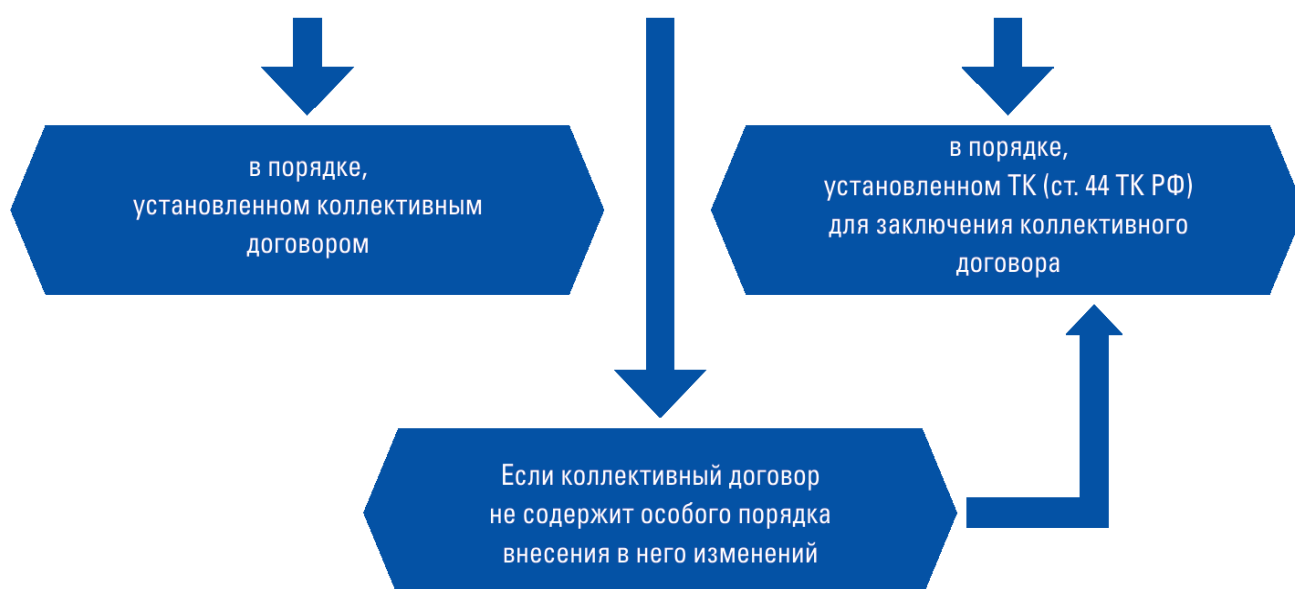 в порядке,
установленном коллективным
договором
в порядке,
установленном ТК (ст. 44 ТК РФ)
для заключения коллективного
договора
Если коллективный договор
не содержит особого порядка
внесения в него изменений